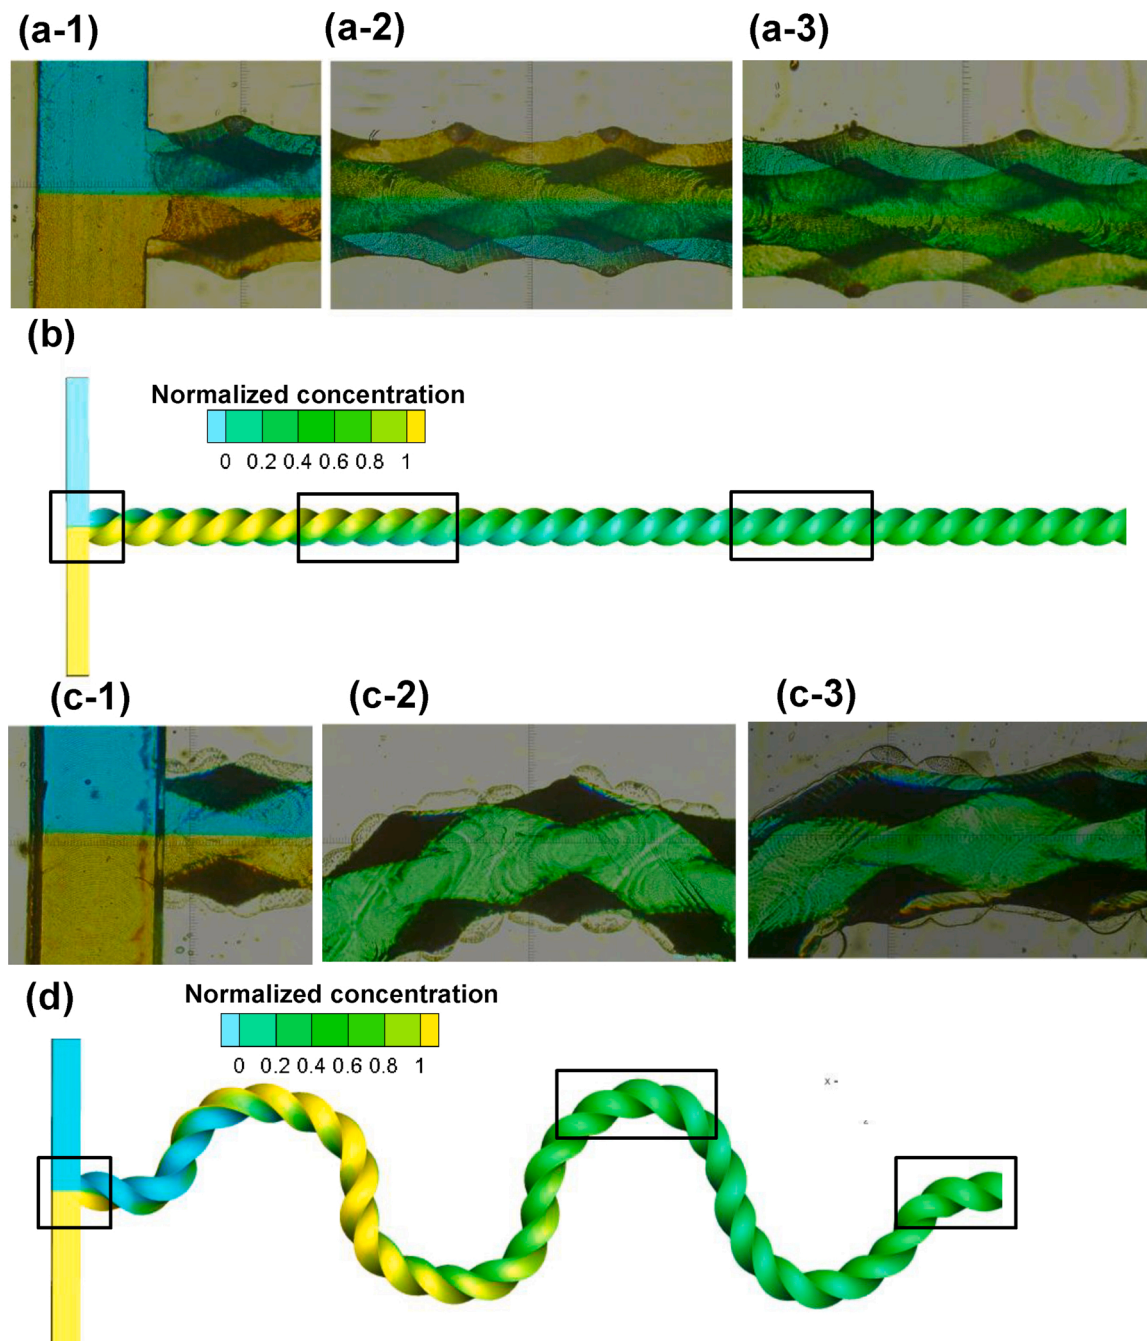 (a-1) (a-2) (a-3)
(b)
Normalized concentration
0 0.2 0.4 0.6 0.8 1
(c-1) (c-2) (c-3)
(d)
Normalized concentration
0 0.2 0.4 0.6 0.8 1
X